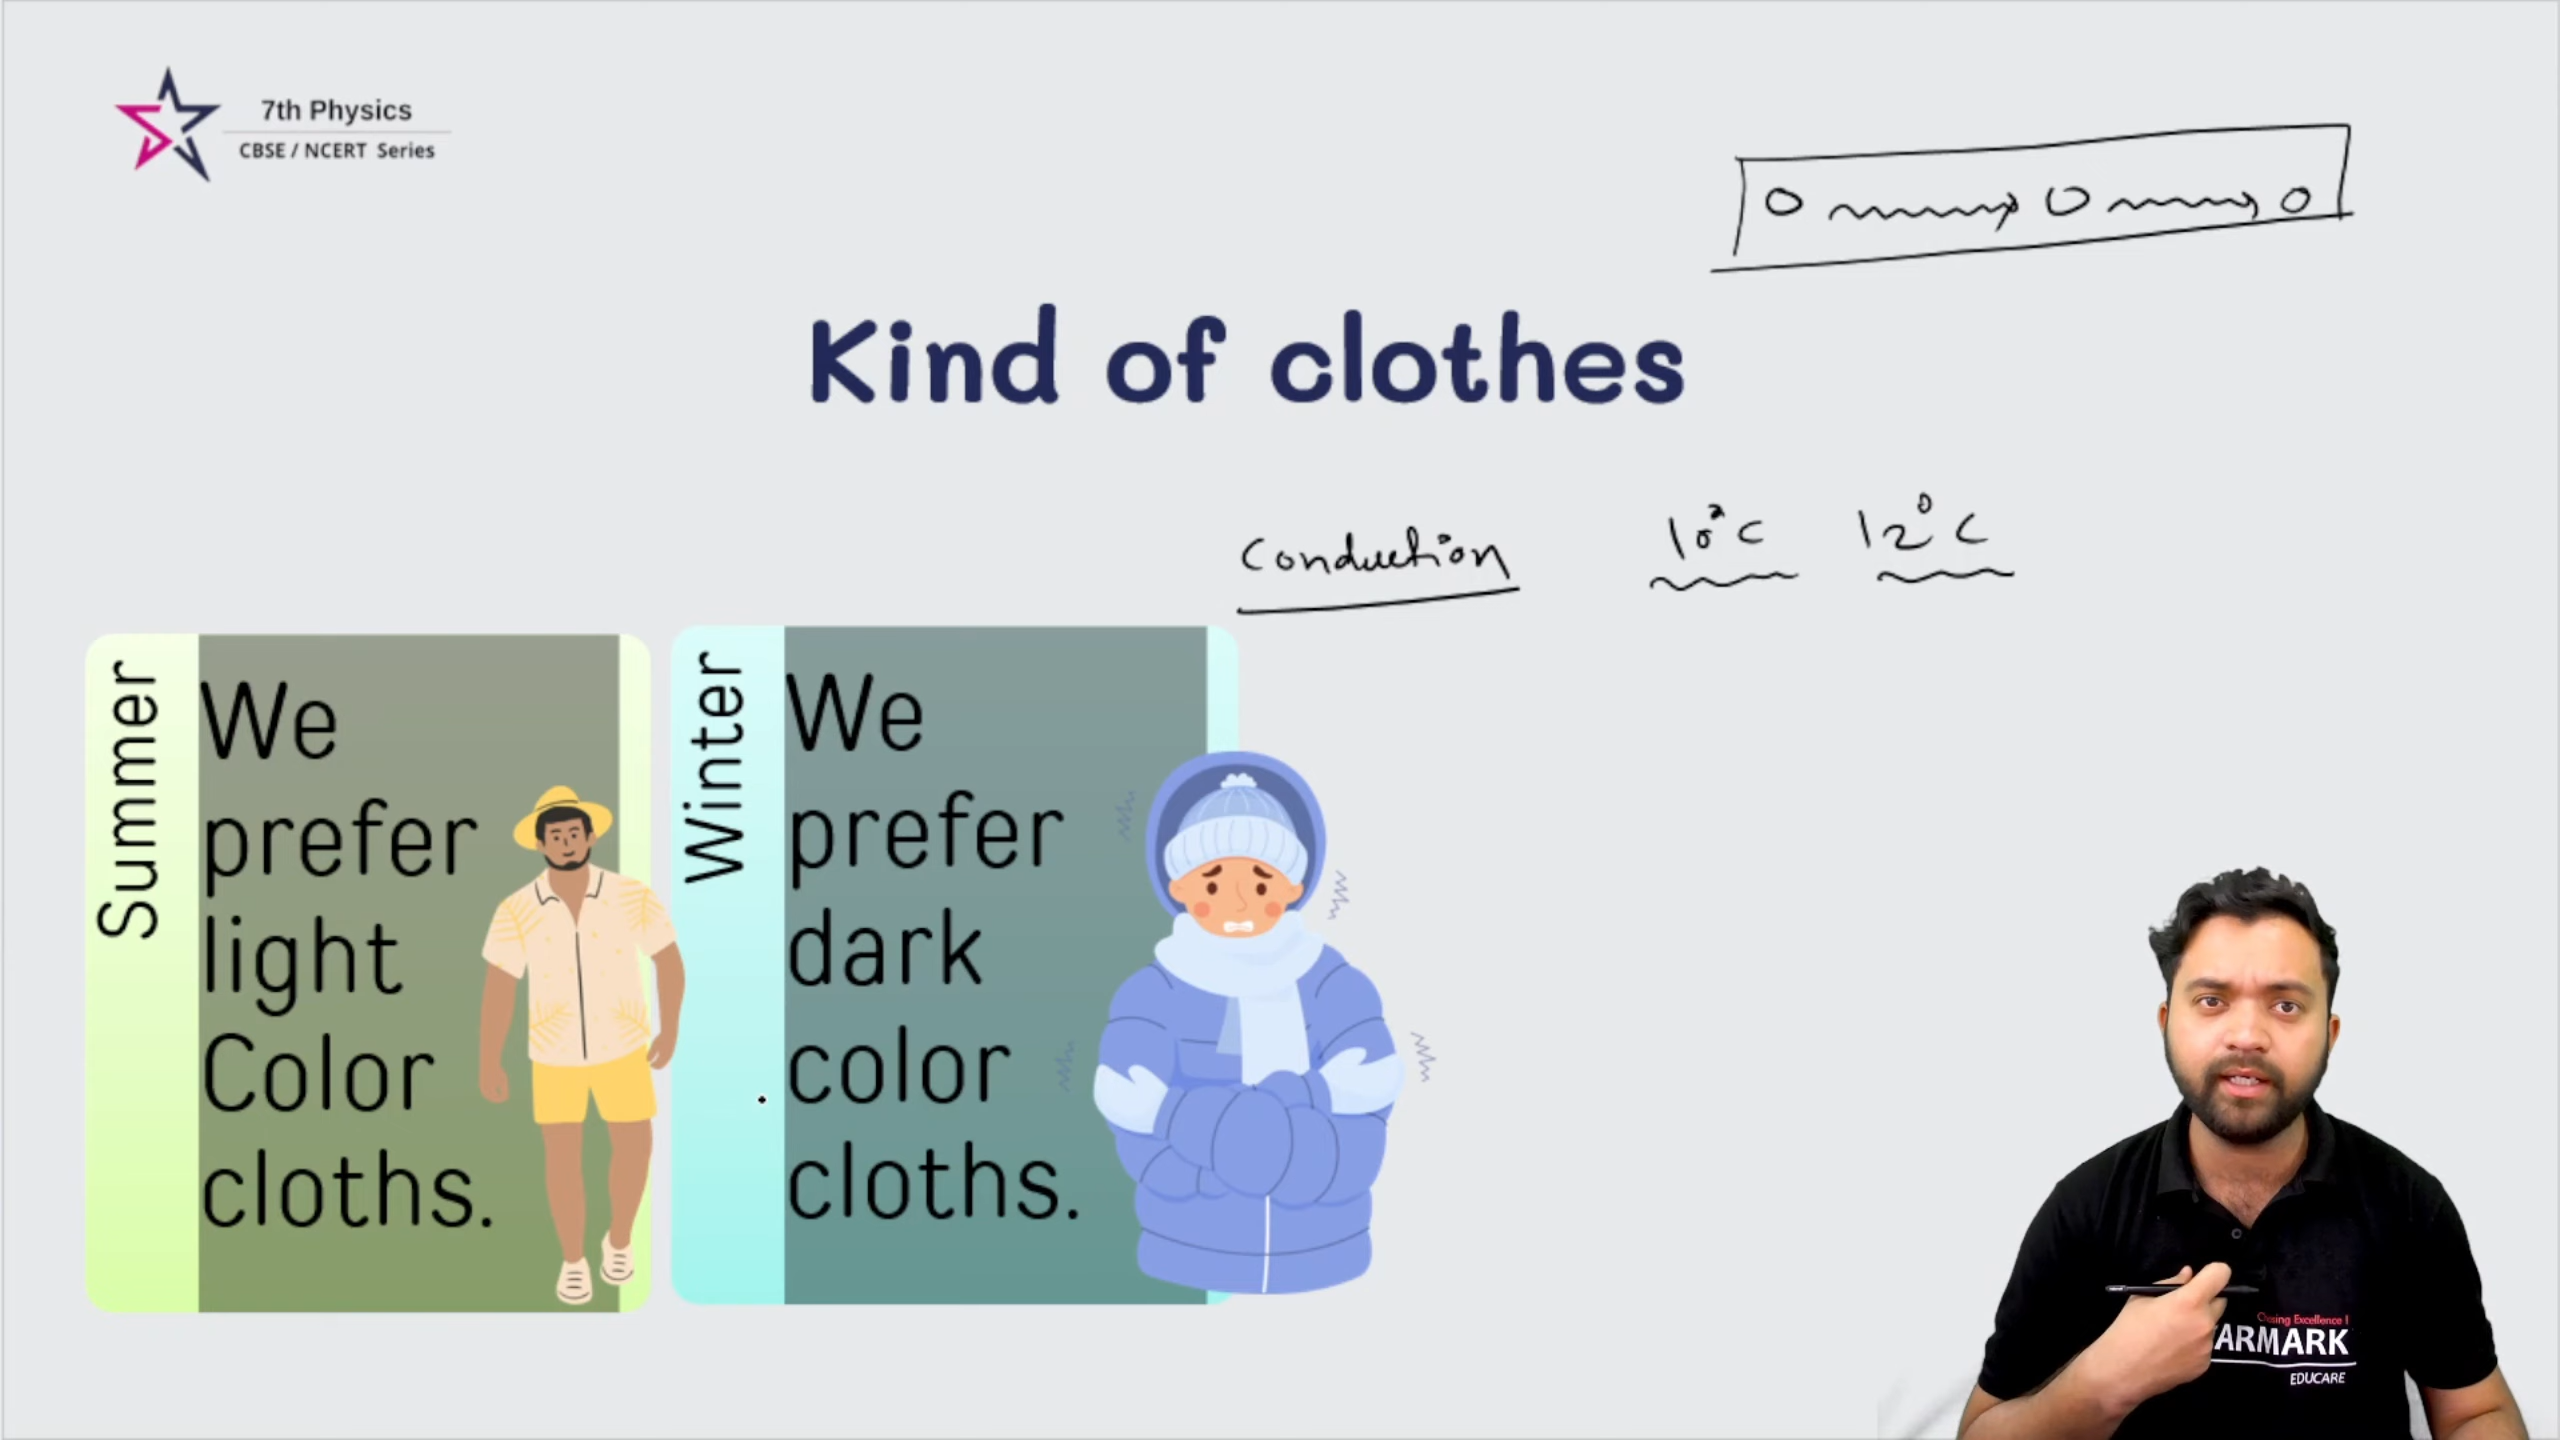 7th Physics
CBSE / NCERT Series
Kind of clothes
Conduction
10°C 12°C
Summer
We
prefer
light
Color
cloths.
Winter
We
prefer
dark
color
cloths.
ARMARK
EDUCARE